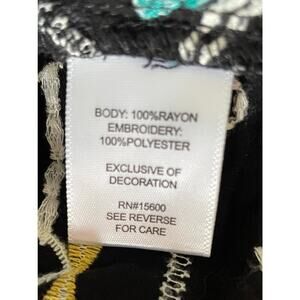 BODY: 100%RAYON
EMBROIDERY:
100%POLYESTER
EXCLUSIVE OF
DECORATION
RN#15600
SEE REVERSE
FOR CARE